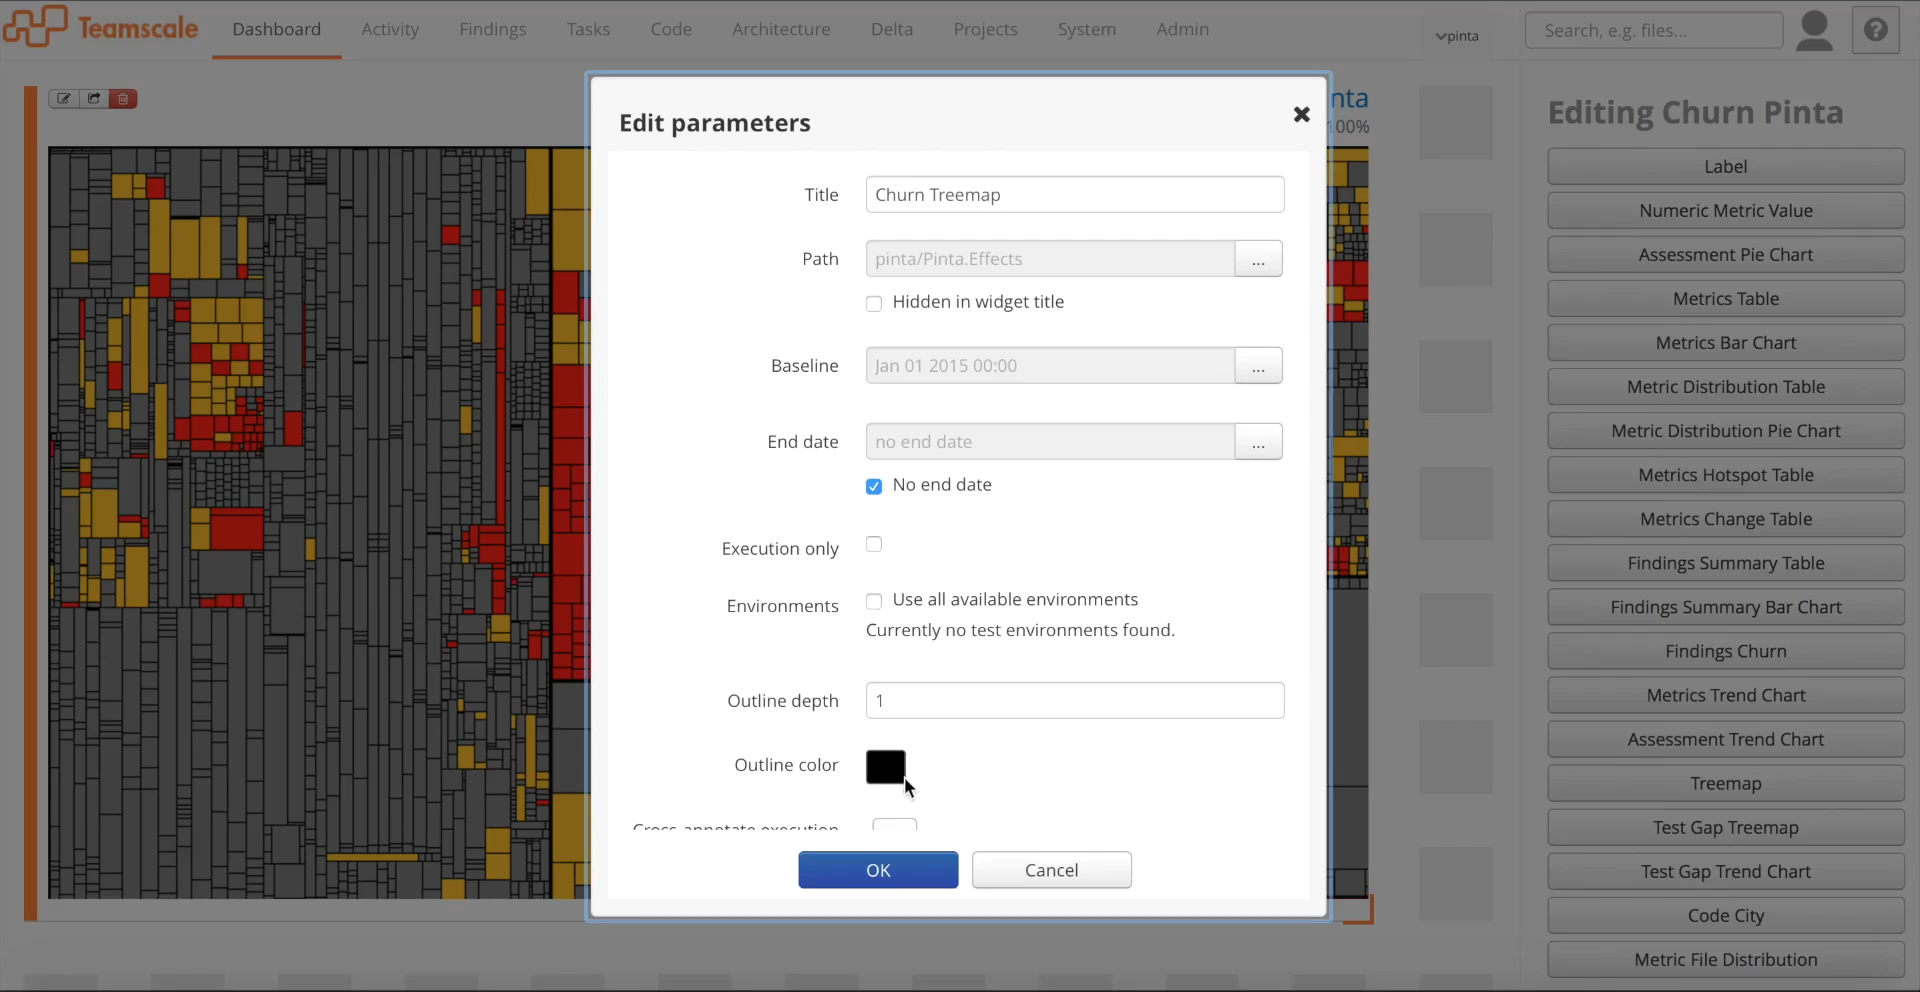 Teamscale
Dashboard
Activity
Findings
Tasks
Code
Architecture
Delta
Projects
System
Admin
pinta
Search, e.g. files...
?
nta
100%
Edit parameters
Title
Churn Treemap
Path
pinta/Pinta.Effects
...
Hidden in widget title
Baseline
Jan 01 2015 00:00
...
End date
no end date
...
No end date
Execution only
Environments
Use all available environments
Currently no test environments found.
Outline depth
1
Outline color
Cross-annotate execution
OK
Cancel
Editing Churn Pinta
Label
Numeric Metric Value
Assessment Pie Chart
Metrics Table
Metrics Bar Chart
Metric Distribution Table
Metric Distribution Pie Chart
Metrics Hotspot Table
Metrics Change Table
Findings Summary Table
Findings Summary Bar Chart
Findings Churn
Metrics Trend Chart
Assessment Trend Chart
Treemap
Test Gap Treemap
Test Gap Trend Chart
Code City
Metric File Distribution